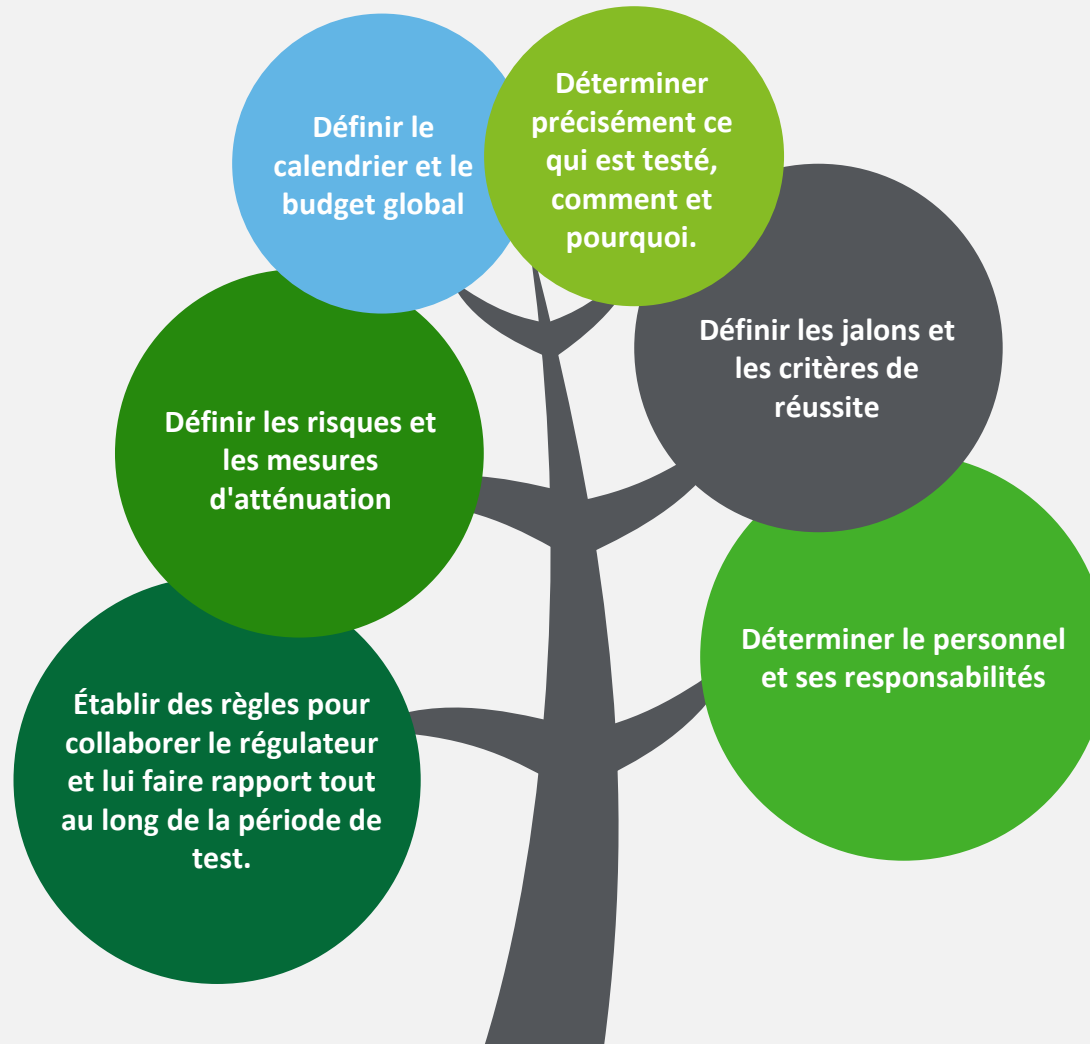 Définir le
calendrier et le
budget global
Déterminer
précisément ce
qui est testé,
comment et
pourquoi.
Définir les jalons et
les critères de
réussite
Définir les risques et
les mesures
d'atténuation
Déterminer le personnel
et ses responsabilités
Établir des règles pour
collaborer le régulateur
et lui faire rapport tout
au long de la période de
test.